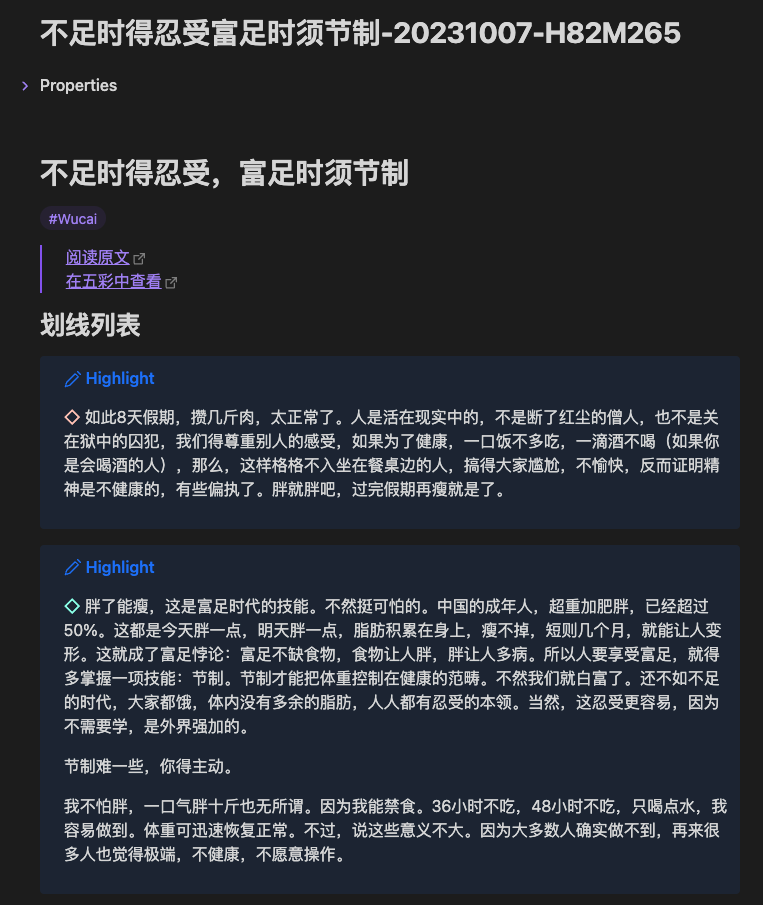 不足时得忍受富足时须节制-20231007-H82M265
Properties
不足时得忍受，富足时须节制
#Wucai
阅读原文
在五彩中查看
划线列表
Highlight
如此8天假期，攒几斤肉，太正常了。人是活在现实中的，不是断了红尘的僧人，也不是关
在狱中的囚犯，我们得尊重别人的感受，如果为了健康，一口饭不多吃，一滴酒不喝（如果你
是会喝酒的人），那么，这样格格不入坐在餐桌边的人，搞得大家尴尬，不愉快，反而证明精
神是不健康的，有些偏执了。胖就胖吧，过完假期再瘦就是了。
Highlight
胖了能瘦，这是富足时代的技能。不然挺可怕的。中国的成年人，超重加肥胖，已经超过
50%。这都是今天胖一点，明天胖一点，脂肪积累在身上，瘦不掉，短则几个月，就能让人变
形。这就成了富足悖论：富足不缺食物，食物让人胖，胖让人多病。所以人要享受富足，就得
多掌握一项技能：节制。节制才能把体重控制在健康的范畴。不然我们就白富了。还不如不足
的时代，大家都饿，体内没有多余的脂肪，人人都有忍受的本领。当然，这忍受更容易，因为
不需要学，是外界强加的。
节制难一些，你得主动。
我不怕胖，一口气胖十斤也无所谓。因为我能禁食。36小时不吃，48小时不吃，只喝点水，我
容易做到。体重可迅速恢复正常。不过，说这些意义不大。因为大多数人确实做不到，再来很
多人也觉得极端，不健康，不愿意操作。